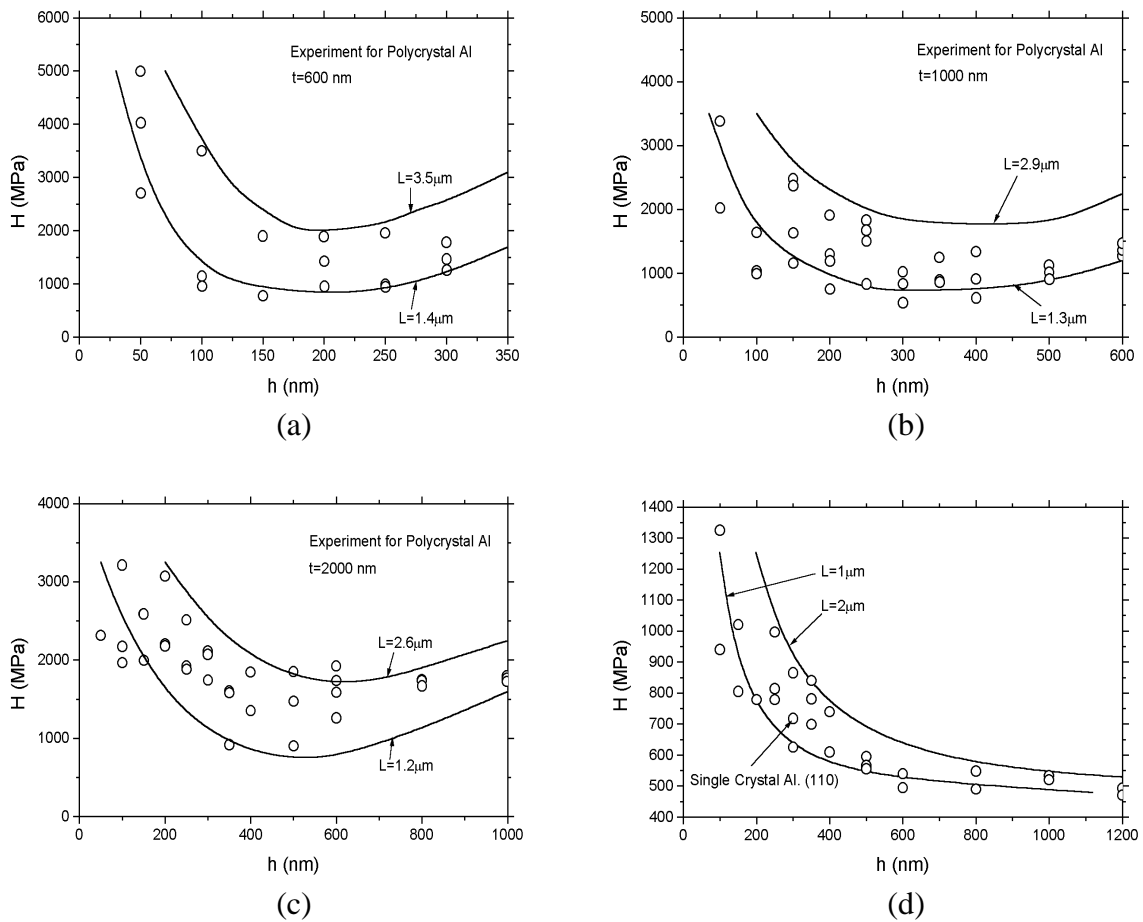 6000
5000
4000
3000
2000
1000
0
H (MPa)
Experiment for Polycrystal Al
t=600 nm
L=3.5μm
L=1.4μm
0 50 100 150 200 250 300 350
h (nm)
(a)
5000
4500
4000
3500
3000
2500
2000
1500
1000
500
0
H (MPa)
Experiment for Polycrystal Al
t=1000 nm
L=2.9μm
L=1.3μm
0 100 200 300 400 500 600
h (nm)
(b)
4000
3000
2000
1000
0
H (MPa)
Experiment for Polycrystal Al
t=2000 nm
L=2.6μm
L=1.2μm
0 200 400 600 800 1000
h (nm)
(c)
1400
1300
1200
1100
1000
900
800
700
600
500
400
H (MPa)
L=1μm
L=2μm
Single Crystal Al. (110)
0 200 400 600 800 1000 1200
h (nm)
(d)